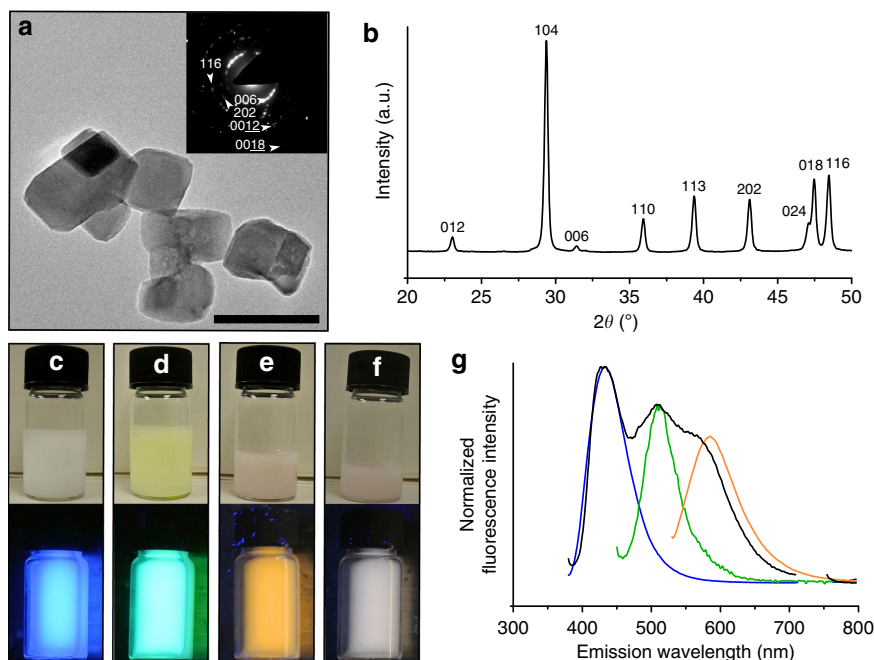 a
116
006
202
0012
0018
b
104
012
006
110
113
202
024
018
116
Intensity (a.u.)
20 25 30 35 40 45 50
2θ (°)
c d e f
g
Normalized
fluorescence intensity
300 400 500 600 700 800
Emission wavelength (nm)